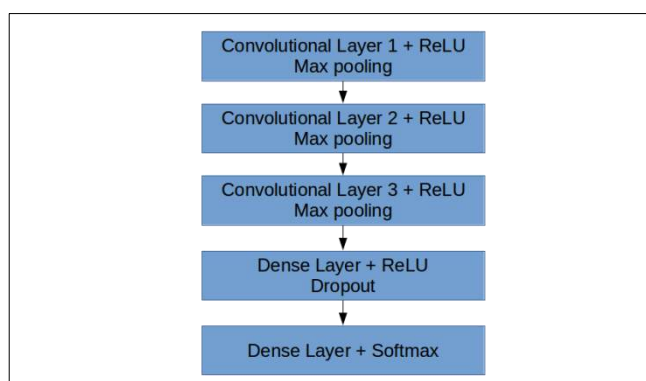 Convolutional Layer 1 + ReLU
Max pooling
Convolutional Layer 2 + ReLU
Max pooling
Convolutional Layer 3 + ReLU
Max pooling
Dense Layer + ReLU
Dropout
Dense Layer + Softmax